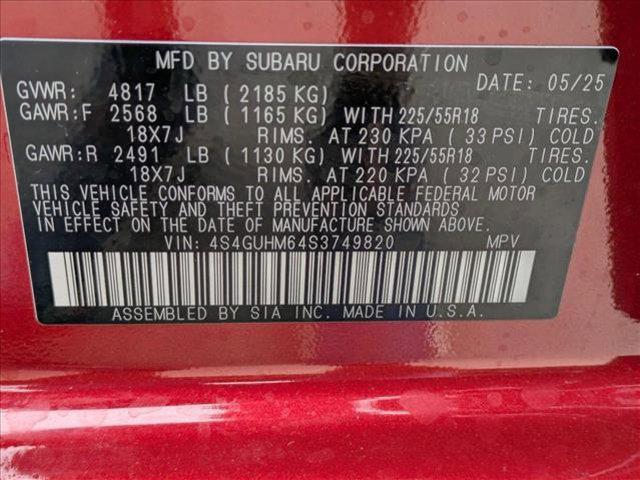 MFD BY SUBARU CORPORATION
GVWR: 4817 LB ( 2185 KG) DATE: 05/25
GAWR:F 2568 LB ( 1165 KG) WITH 225/55R18 TIRES.
18X7J RIMS. AT 230 KPA ( 33 PSI) COLD
GAWR:R 2491 LB ( 1130 KG) WITH 225/55R18 TIRES.
18X7J RIMS. AT 220 KPA ( 32 PSI) COLD
THIS VEHICLE CONFORMS TO ALL APPLICABLE FEDERAL MOTOR
VEHICLE SAFETY AND THEFT PREVENTION STANDARDS
IN EFFECT ON THE DATE OF MANUFACTURE SHOWN ABOVE.
VIN: 4S4GUHM64S3749820 MPV
ASSEMBLED BY SIA INC. MADE IN U.S.A.